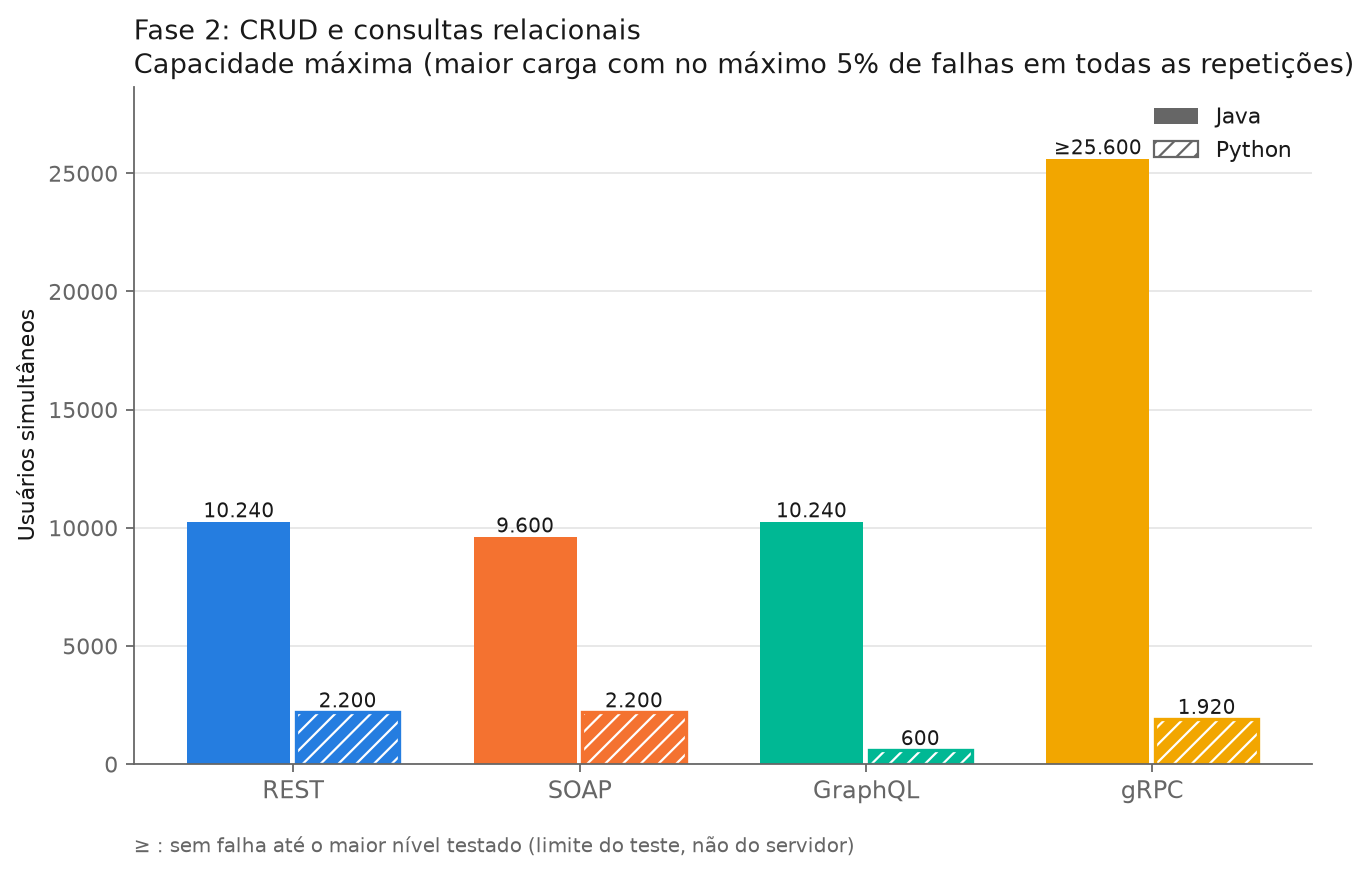 Fase 2: CRUD e consultas relacionais
Capacidade máxima (maior carga com no máximo 5% de falhas em todas as repetições)
Java
Python
Usuários simultâneos
25000
20000
15000
10000
5000
0
10.240
2.200
9.600
2.200
10.240
600
≥25.600
1.920
REST
SOAP
GraphQL
gRPC
≥ : sem falha até o maior nível testado (limite do teste, não do servidor)